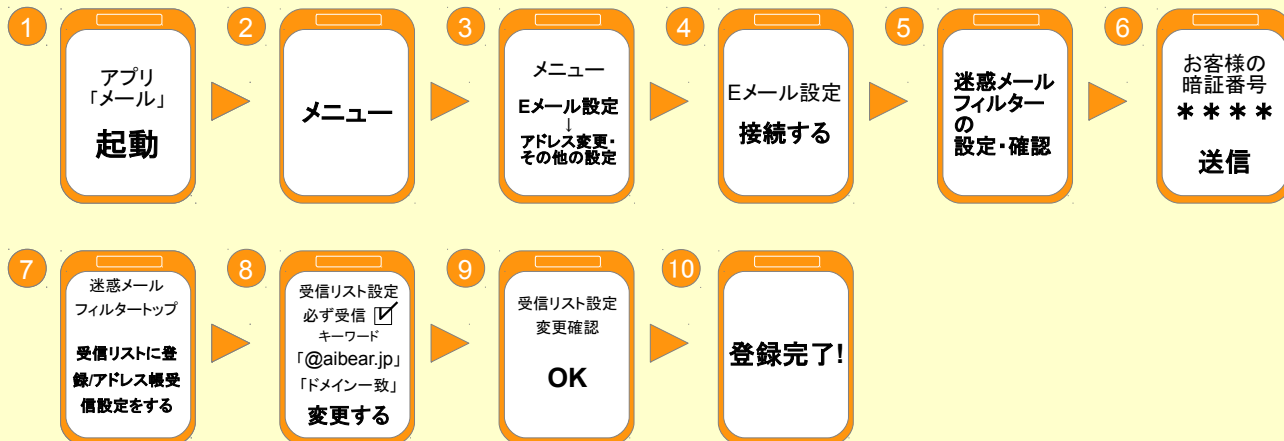 1
アプリ
「メール」
起動
2
メニュー
3
メニュー
Eメール設定
↓
アドレス変更・
その他の設定
4
Eメール設定
接続する
5
迷惑メール
フィルター
の
設定・確認
6
お客様の
暗証番号
＊＊＊＊
送信
7
迷惑メール
フィルタートップ
受信リストに登
録/アドレス帳受
信設定をする
8
受信リスト設定
必ず受信
キーワード
「@aibear.jp」
「ドメイン一致」
変更する
9
受信リスト設定
変更確認
OK
10
登録完了!